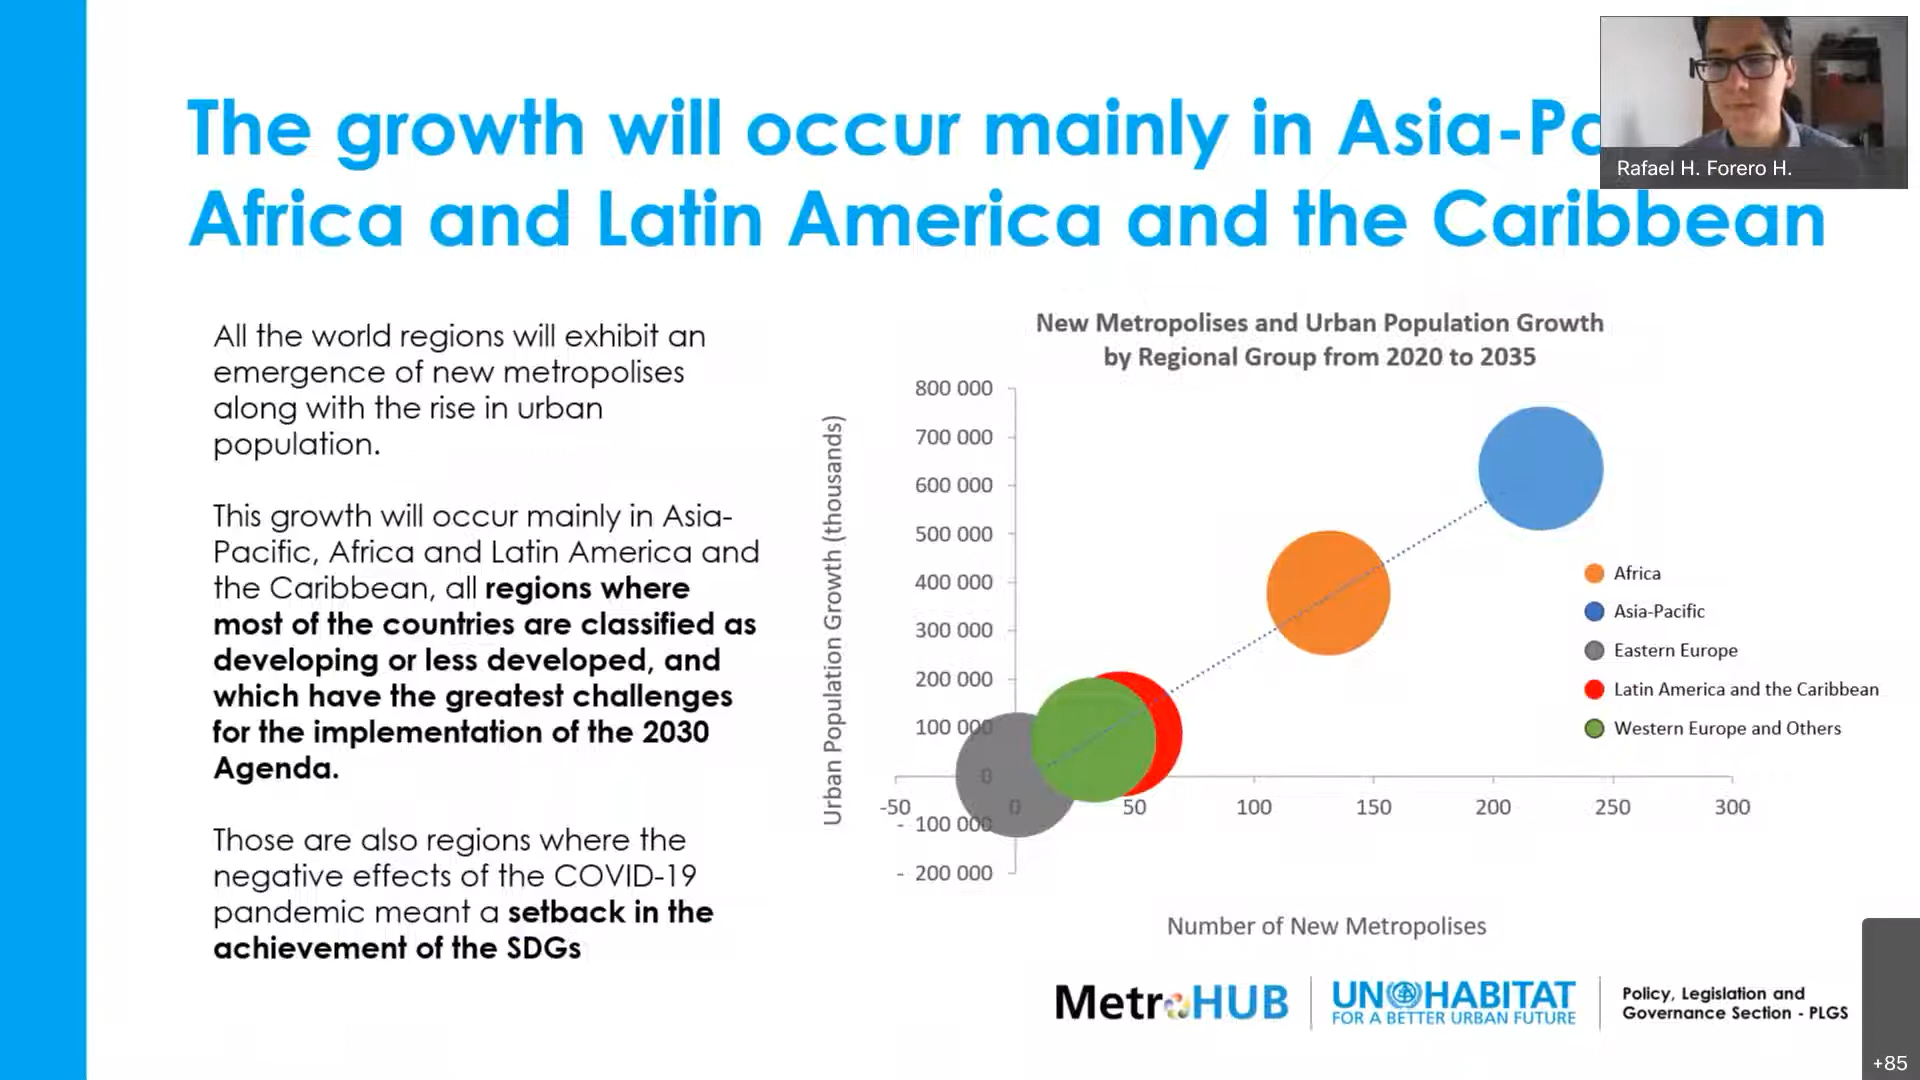 The growth will occur mainly in Asia-
Africa and Latin America and the Caribbean
Rafael H. Forero H.
All the world regions will exhibit an
emergence of new metropolises
along with the rise in urban
population.
This growth will occur mainly in Asia-
Pacific, Africa and Latin America and
the Caribbean, all regions where
most of the countries are classified as
developing or less developed, and
which have the greatest challenges
for the implementation of the 2030
Agenda.
Those are also regions where the
negative effects of the COVID-19
pandemic meant a setback in the
achievement of the SDGs
New Metropolises and Urban Population Growth
by Regional Group from 2020 to 2035
Urban Population Growth (thousands)
800 000
700 000
600 000
500 000
400 000
300 000
200 000
100 000
0
- 100 000
- 200 000
-50
0
50
100
150
200
250
300
Number of New Metropolises
Africa
Asia-Pacific
Eastern Europe
Latin America and the Caribbean
Western Europe and Others
MetroHUB
UN HABITAT
FOR A BETTER URBAN FUTURE
Policy, Legislation and
Governance Section - PLGS
+85